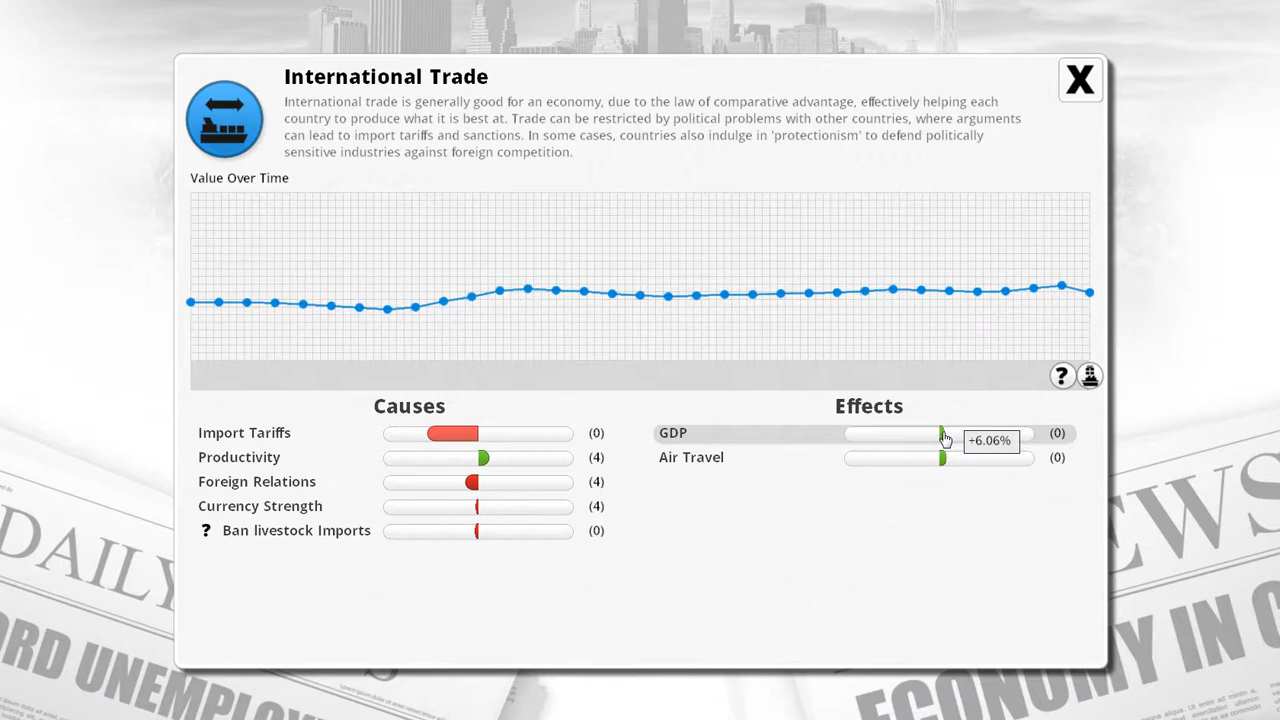 International Trade
X
International trade is generally good for an economy, due to the law of comparative advantage, effectively helping each
country to produce what it is best at. Trade can be restricted by political problems with other countries, where arguments
can lead to import tariffs and sanctions. In some cases, countries also indulge in 'protectionism' to defend politically
sensitive industries against foreign competition.
Value Over Time
?
Causes
Effects
Import Tariffs (0)
GDP (0)
+6.06%
Productivity (4)
Air Travel (0)
Foreign Relations (4)
Currency Strength (4)
? Ban livestock Imports (0)
DAILY
NEWS
ORD UNEMPLO
ECONOMY IN C